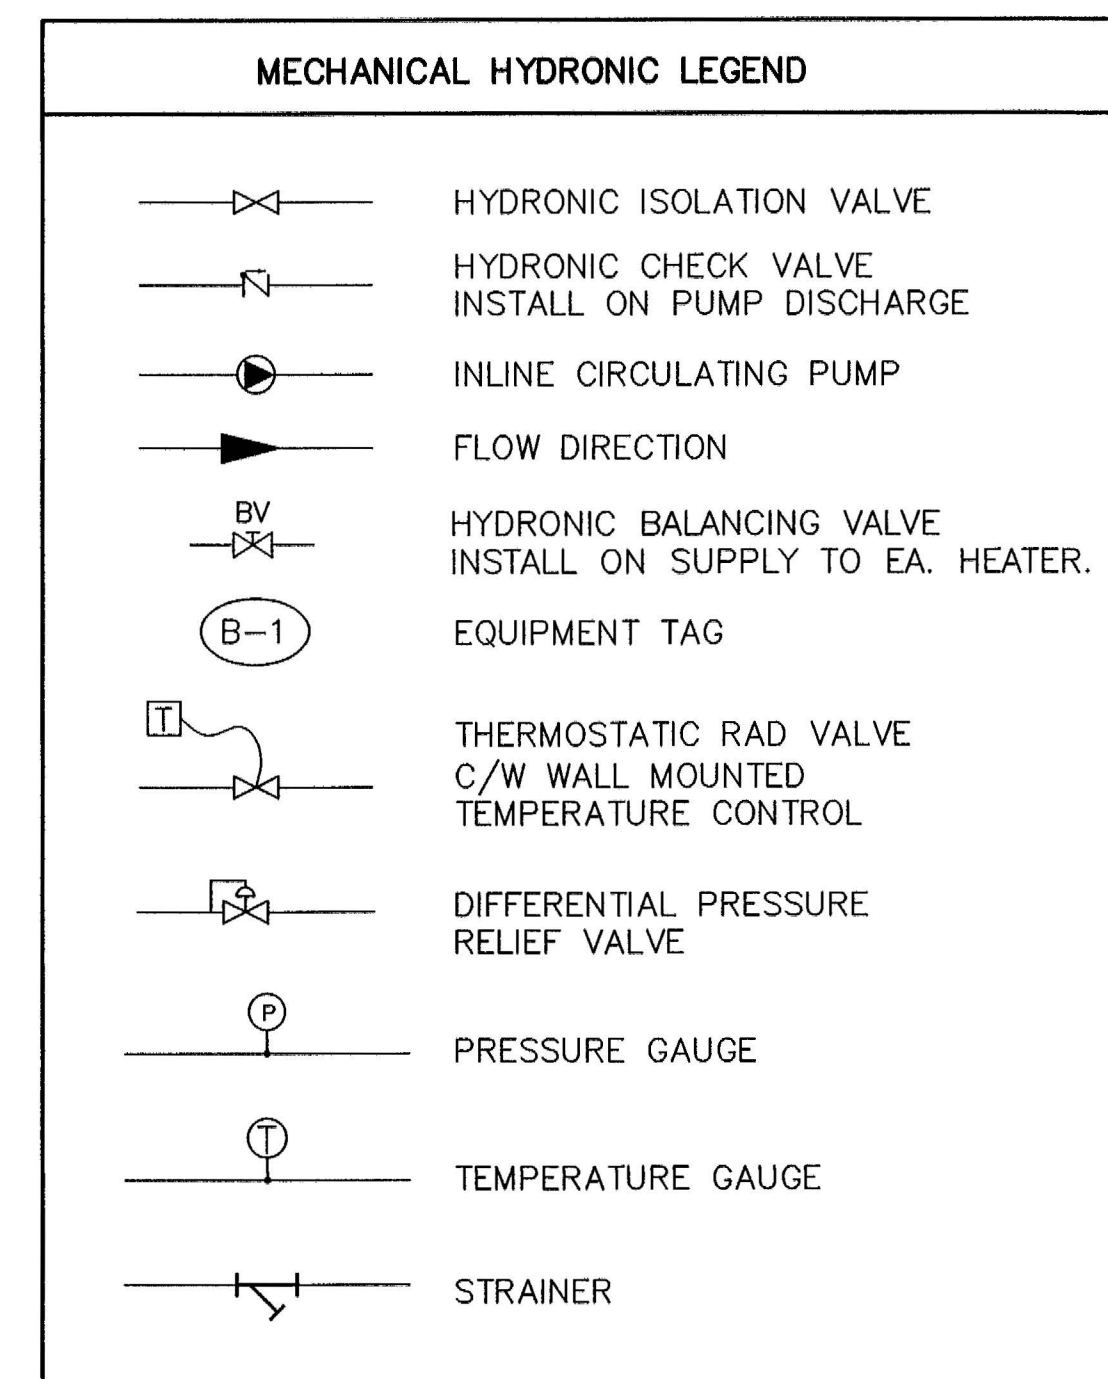 MECHANICAL HYDRONIC LEGEND
HYDRONIC ISOLATION VALVE
HYDRONIC CHECK VALVE
INSTALL ON PUMP DISCHARGE
INLINE CIRCULATING PUMP
FLOW DIRECTION
BV
HYDRONIC BALANCING VALVE
INSTALL ON SUPPLY TO EA. HEATER.
B-1
EQUIPMENT TAG
T
THERMOSTATIC RAD VALVE
C/W WALL MOUNTED
TEMPERATURE CONTROL
DIFFERENTIAL PRESSURE
RELIEF VALVE
P
PRESSURE GAUGE
T
TEMPERATURE GAUGE
STRAINER